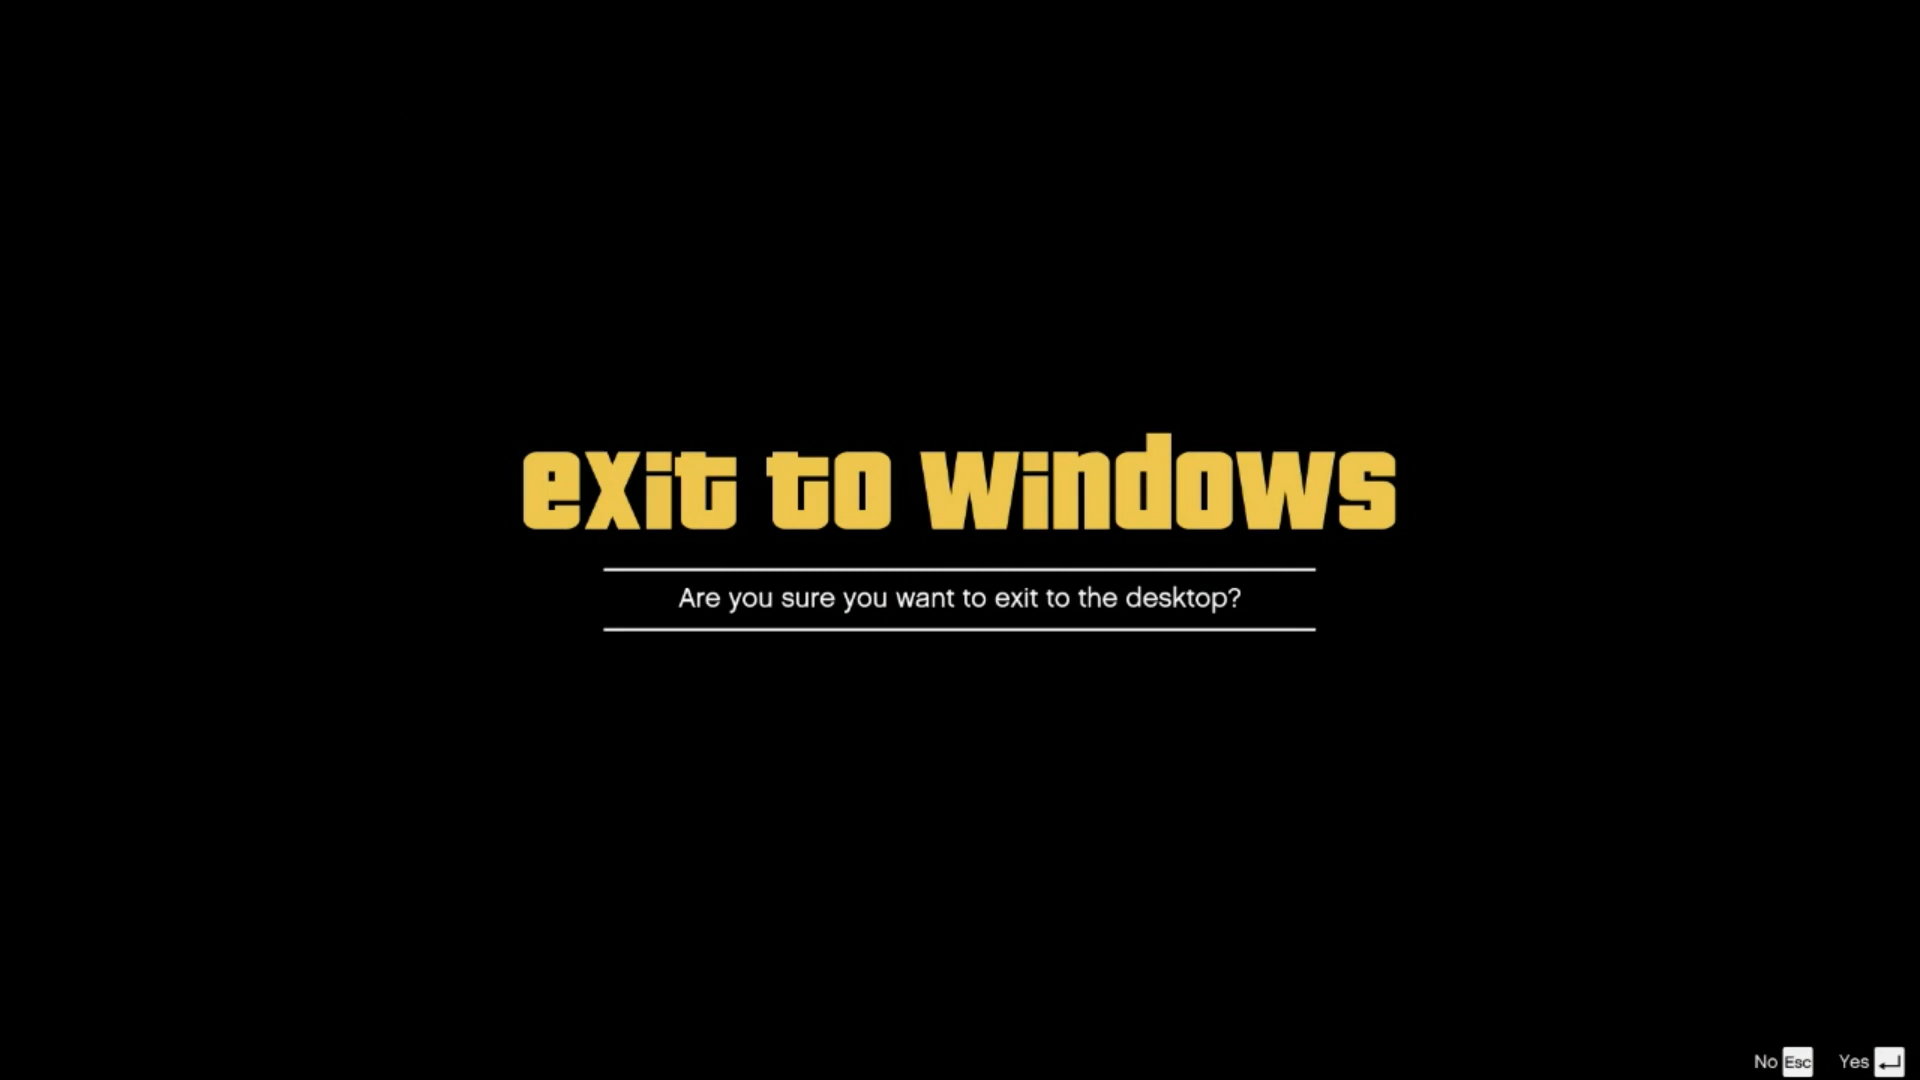 exit to windows
Are you sure you want to exit to the desktop?
No Esc Yes